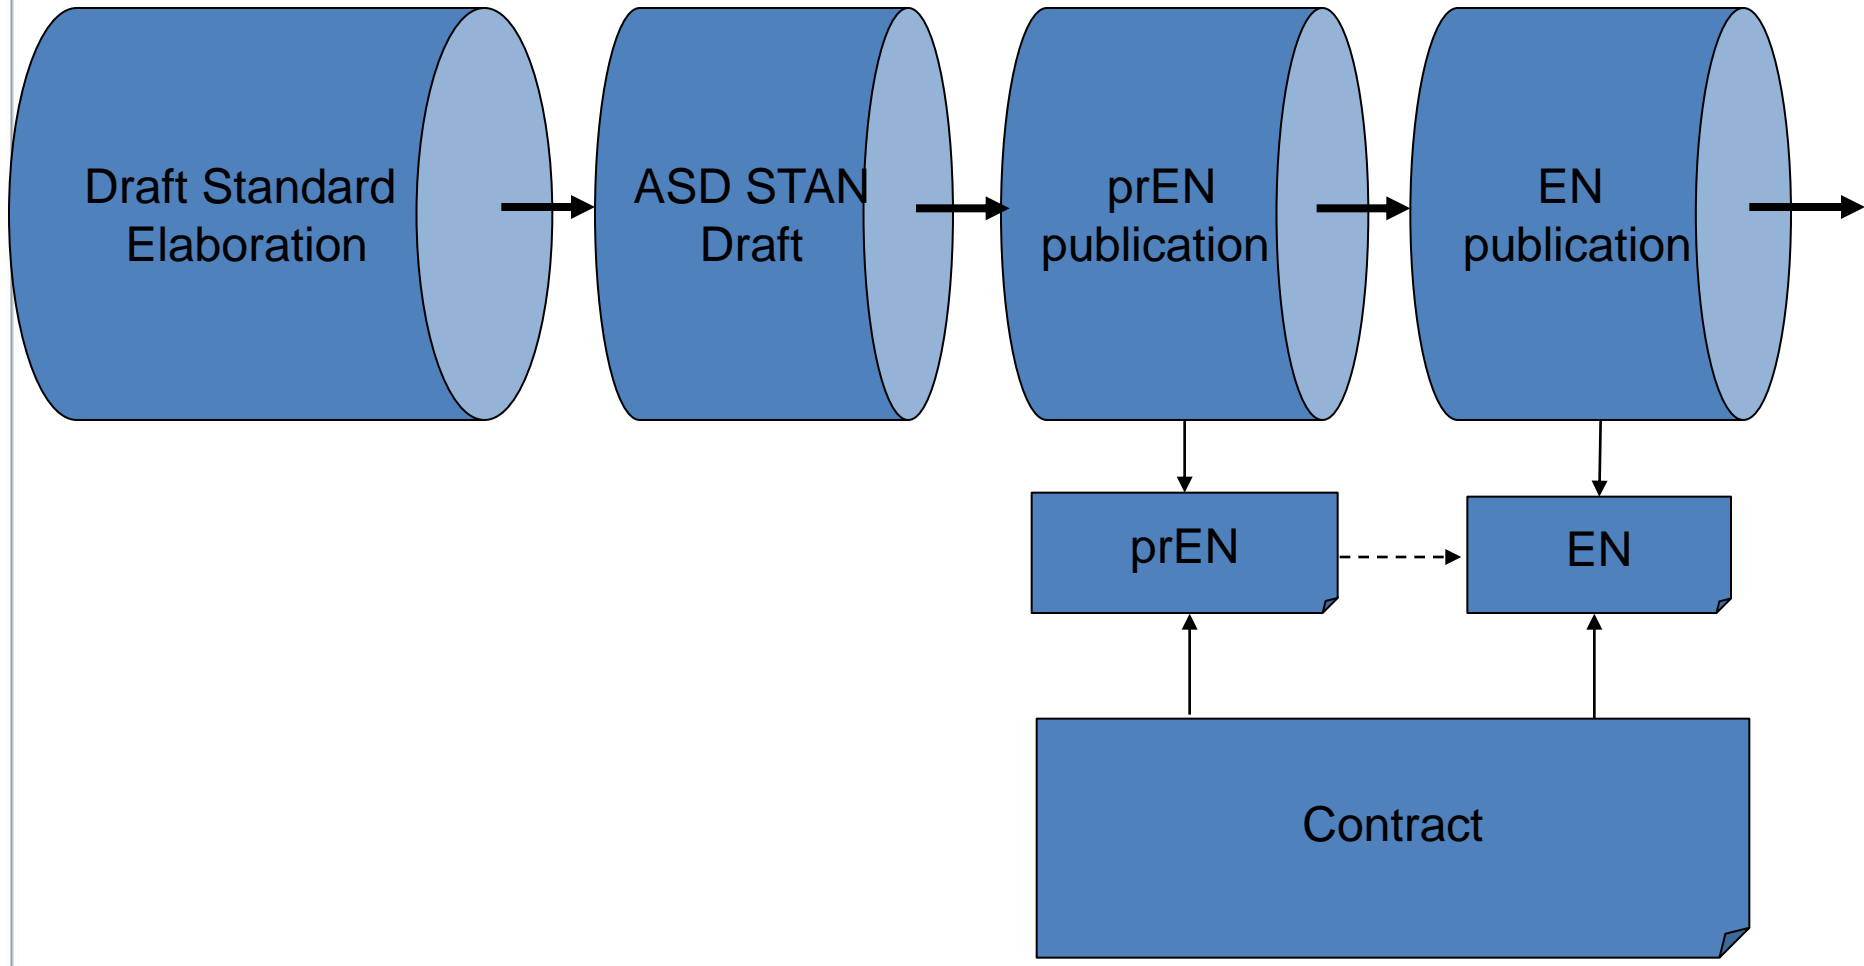 Draft Standard
Elaboration
ASD STAN
Draft
prEN
publication
EN
publication
prEN
EN
Contract